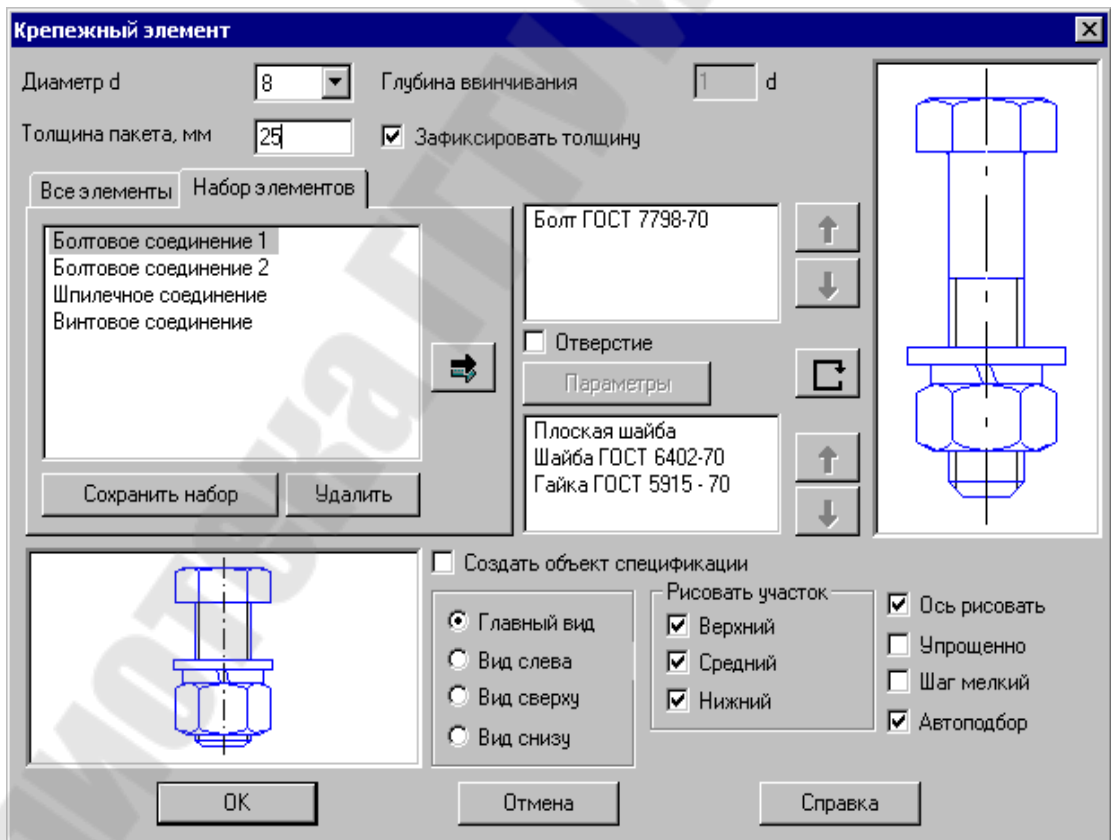 Крепежный элемент
Диаметр d 8 Глубина ввинчивания 1 d
Толщина пакета, мм 25 Зафиксировать толщину
Все элементы Набор элементов
Болтовое соединение 1
Болтовое соединение 2
Шпилечное соединение
Винтовое соединение
Сохранить набор Удалить
Болт ГОСТ 7798-70
Отверстие
Параметры
Плоская шайба
Шайба ГОСТ 6402-70
Гайка ГОСТ 5915 - 70
Создать объект спецификации
Главный вид
Вид слева
Вид сверху
Вид снизу
Рисовать участок
Верхний
Средний
Нижний
Ось рисовать
Упрощенно
Шаг мелкий
Автоподбор
OK Отмена Справка